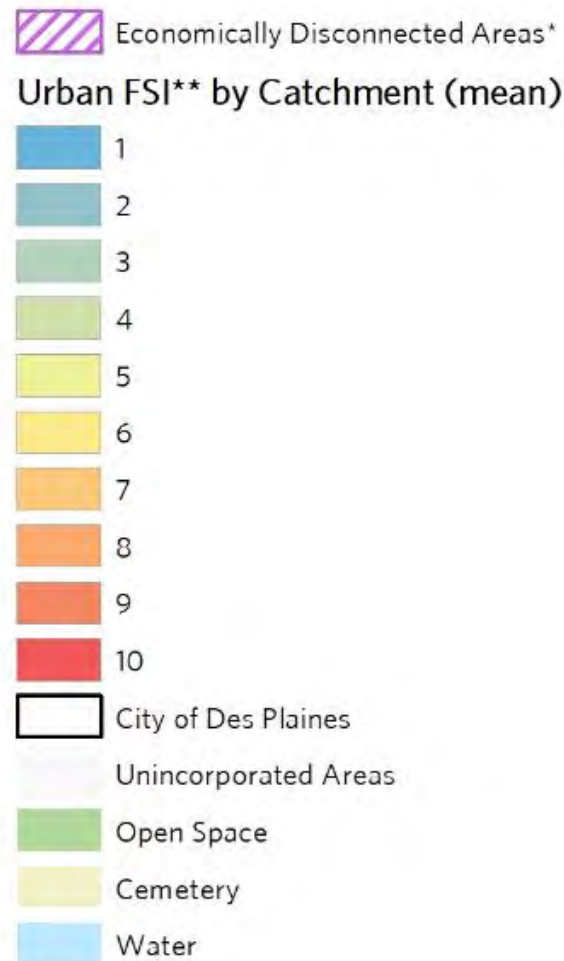 Economically Disconnected Areas*
Urban FSI** by Catchment (mean)
1
2
3
4
5
6
7
8
9
10
City of Des Plaines
Unincorporated Areas
Open Space
Cemetery
Water